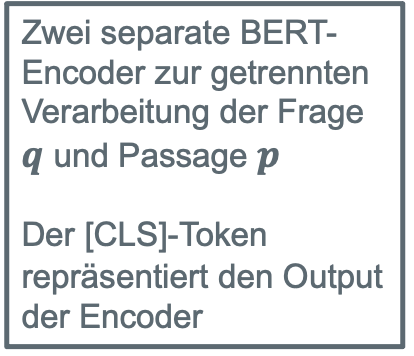 Zwei separate BERT-
Encoder zur getrennten
Verarbeitung der Frage
q und Passage p
Der [CLS]-Token
repräsentiert den Output
der Encoder